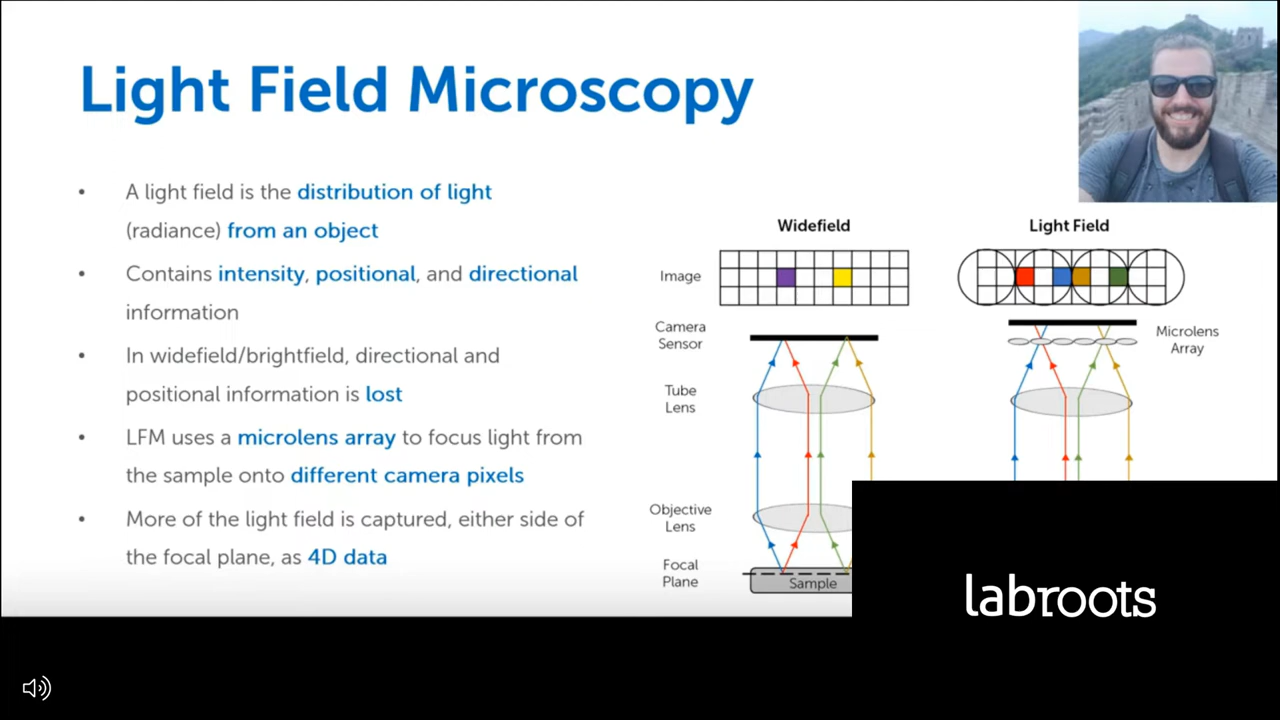 Light Field Microscopy
• A light field is the distribution of light
(radiance) from an object
• Contains intensity, positional, and directional
information
• In widefield/brightfield, directional and
positional information is lost
• LFM uses a microlens array to focus light from
the sample onto different camera pixels
• More of the light field is captured, either side of
the focal plane, as 4D data
Widefield
Light Field
Image
Camera
Sensor
Microlens
Array
Tube
Lens
Objective
Lens
Focal
Plane
Sample
labroots